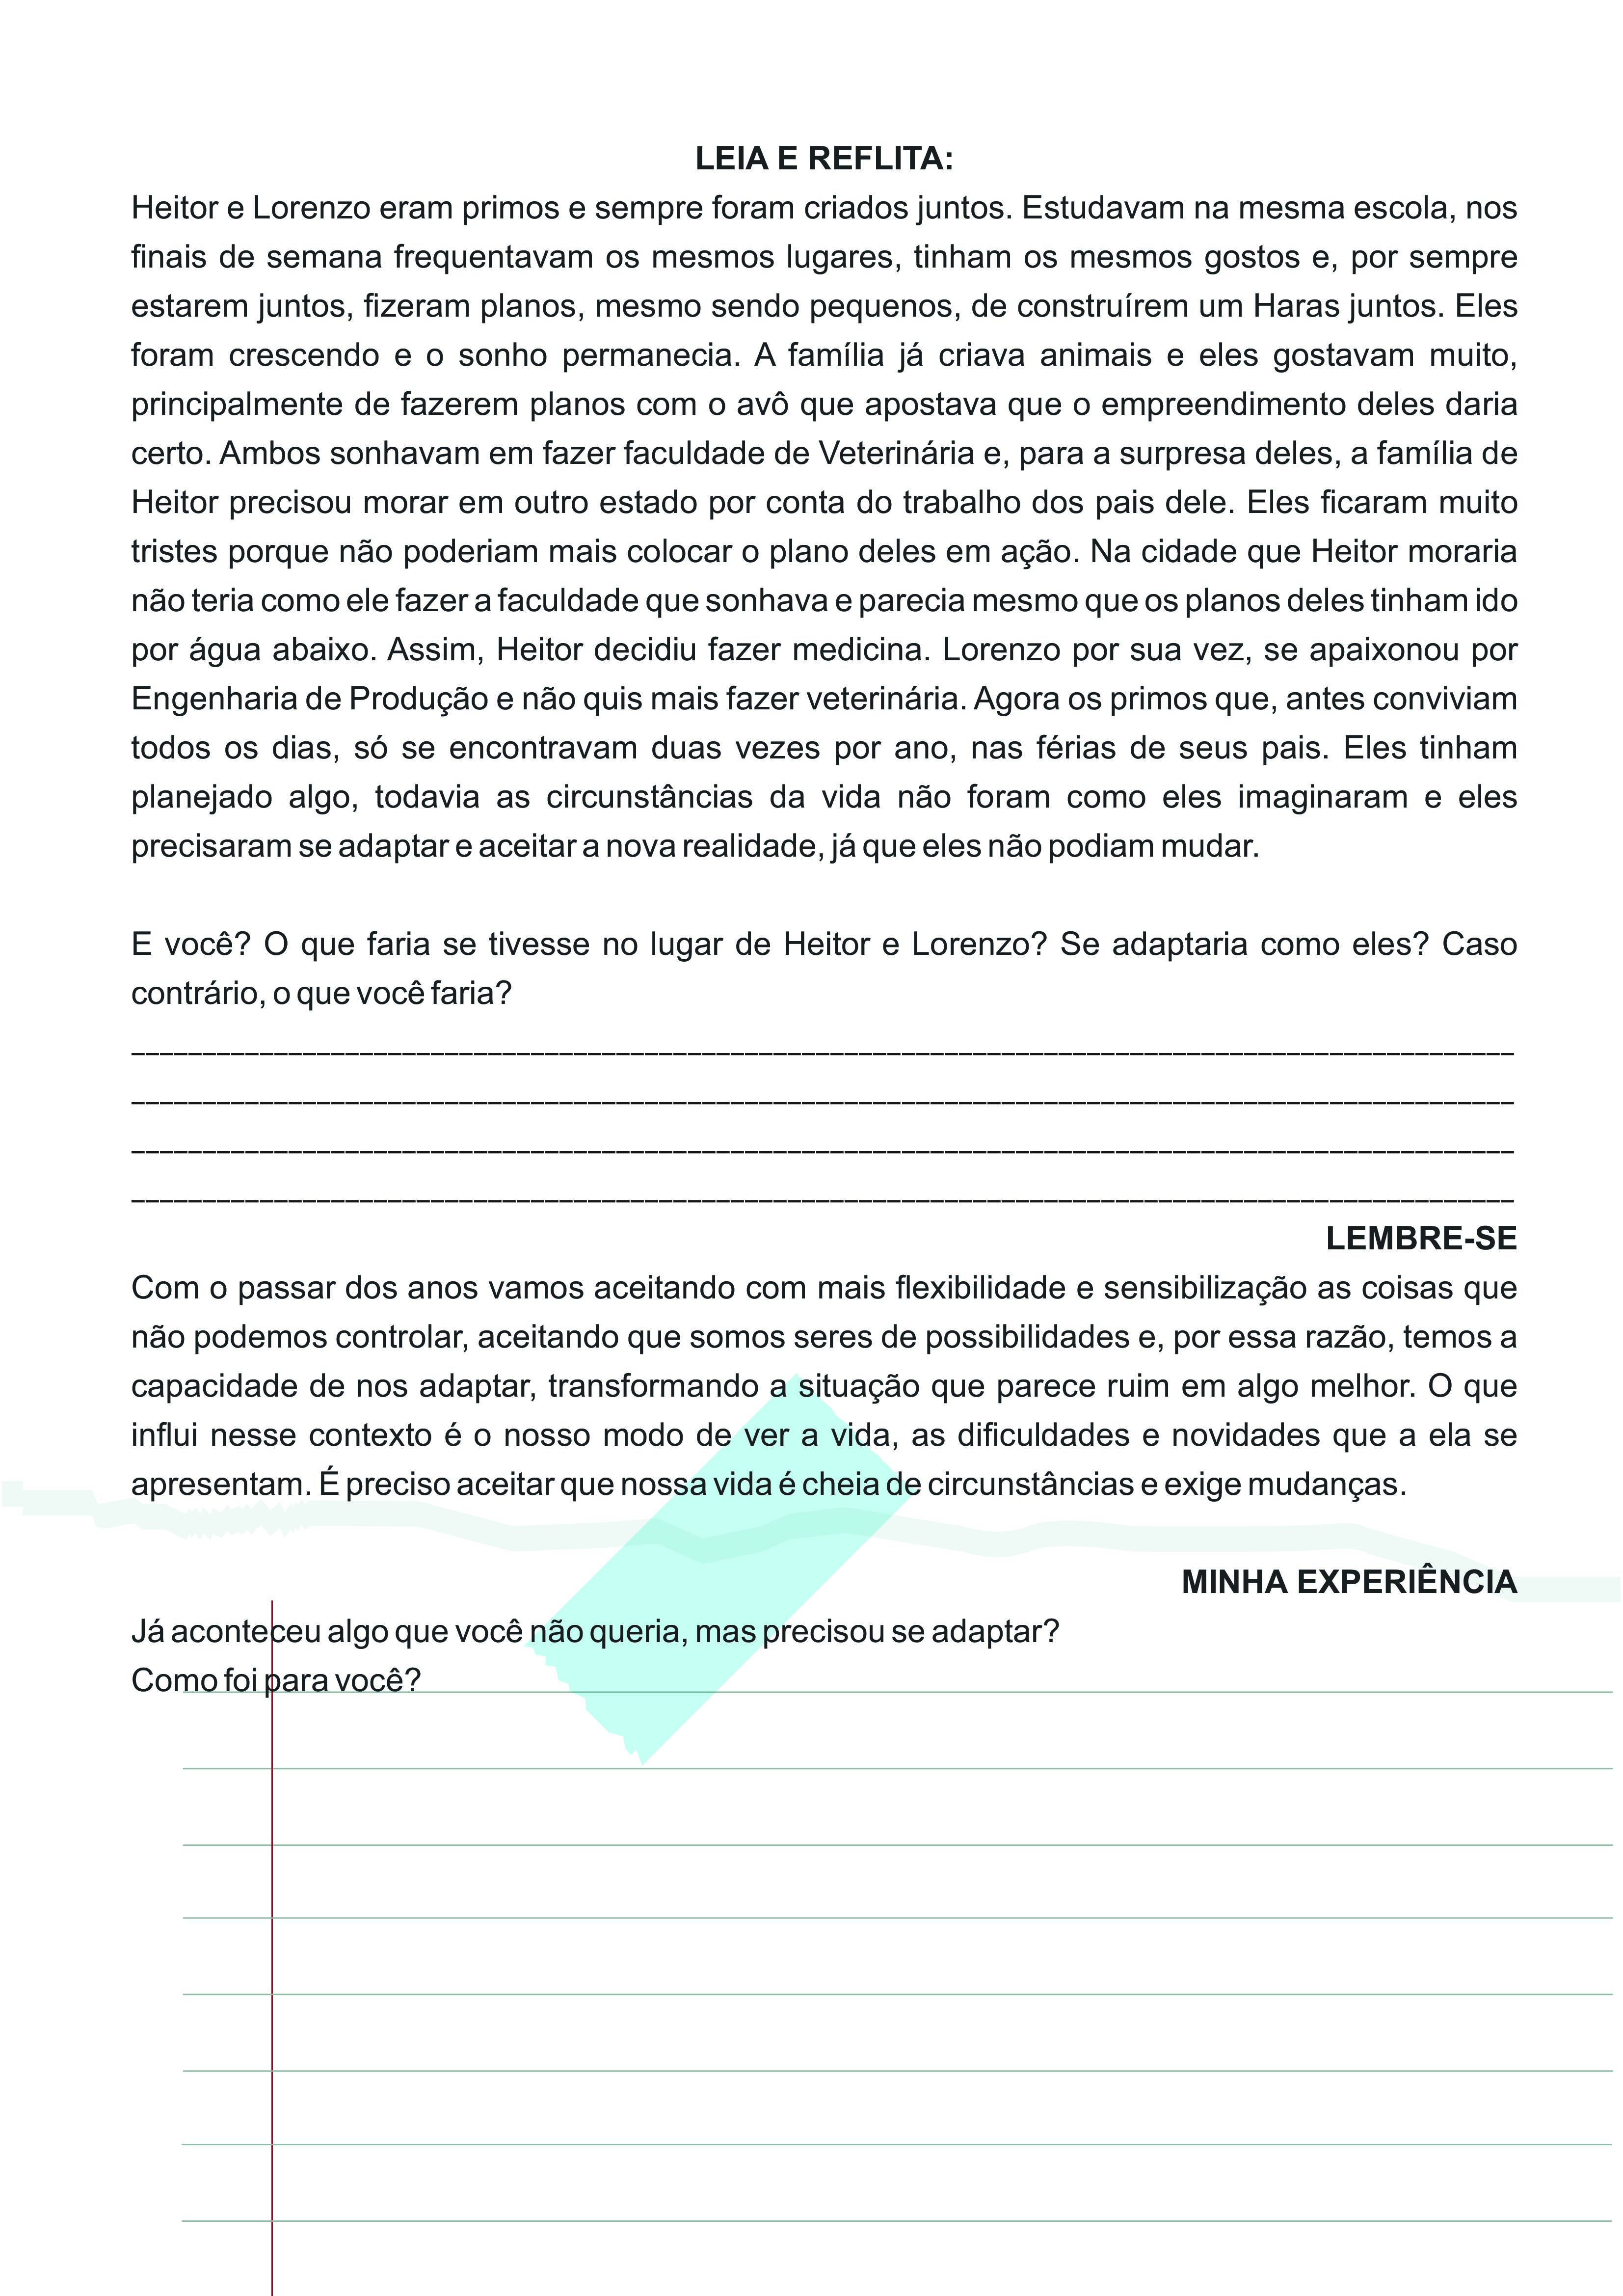 LEIA E REFLITA:
Heitor e Lorenzo eram primos e sempre foram criados juntos. Estudavam na mesma escola, nos
finais de semana frequentavam os mesmos lugares, tinham os mesmos gostos e, por sempre
estarem juntos, fizeram planos, mesmo sendo pequenos, de construírem um Haras juntos. Eles
foram crescendo e o sonho permanecia. A família já criava animais e eles gostavam muito,
principalmente de fazerem planos com o avô que apostava que o empreendimento deles daria
certo. Ambos sonhavam em fazer faculdade de Veterinária e, para a surpresa deles, a família de
Heitor precisou morar em outro estado por conta do trabalho dos pais dele. Eles ficaram muito
tristes porque não poderiam mais colocar o plano deles em ação. Na cidade que Heitor moraria
não teria como ele fazer a faculdade que sonhava e parecia mesmo que os planos deles tinham ido
por água abaixo. Assim, Heitor decidiu fazer medicina. Lorenzo por sua vez, se apaixonou por
Engenharia de Produção e não quis mais fazer veterinária. Agora os primos que, antes conviviam
todos os dias, só se encontravam duas vezes por ano, nas férias de seus pais. Eles tinham
planejado algo, todavia as circunstâncias da vida não foram como eles imaginaram e eles
precisaram se adaptar e aceitar a nova realidade, já que eles não podiam mudar.
E você? O que faria se tivesse no lugar de Heitor e Lorenzo? Se adaptaria como eles? Caso
contrário, o que você faria?
LEMBRE-SE
Com o passar dos anos vamos aceitando com mais flexibilidade e sensibilização as coisas que
não podemos controlar, aceitando que somos seres de possibilidades e, por essa razão, temos a
capacidade de nos adaptar, transformando a situação que parece ruim em algo melhor. O que
influi nesse contexto é o nosso modo de ver a vida, as dificuldades e novidades que a ela se
apresentam. É preciso aceitar que nossa vida é cheia de circunstâncias e exige mudanças.
MINHA EXPERIÊNCIA
Já aconteceu algo que você não queria, mas precisou se adaptar?
Como foi para você?